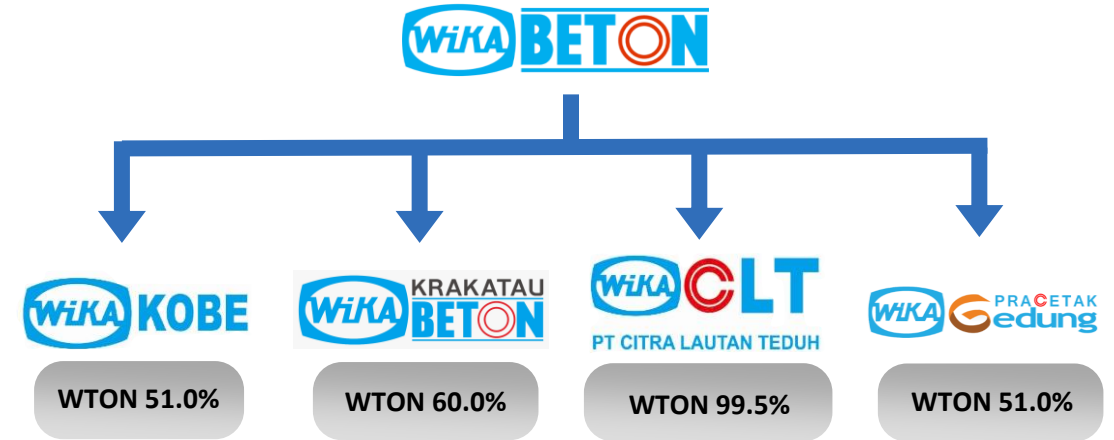 WiKA BETON
WiKA KOBE
WiKA KRAKATAU
BETON
WiKA CLT
PT CITRA LAUTAN TEDUH
WiKA PRACETAK
Gedung
WTON 51.0%
WTON 60.0%
WTON 99.5%
WTON 51.0%